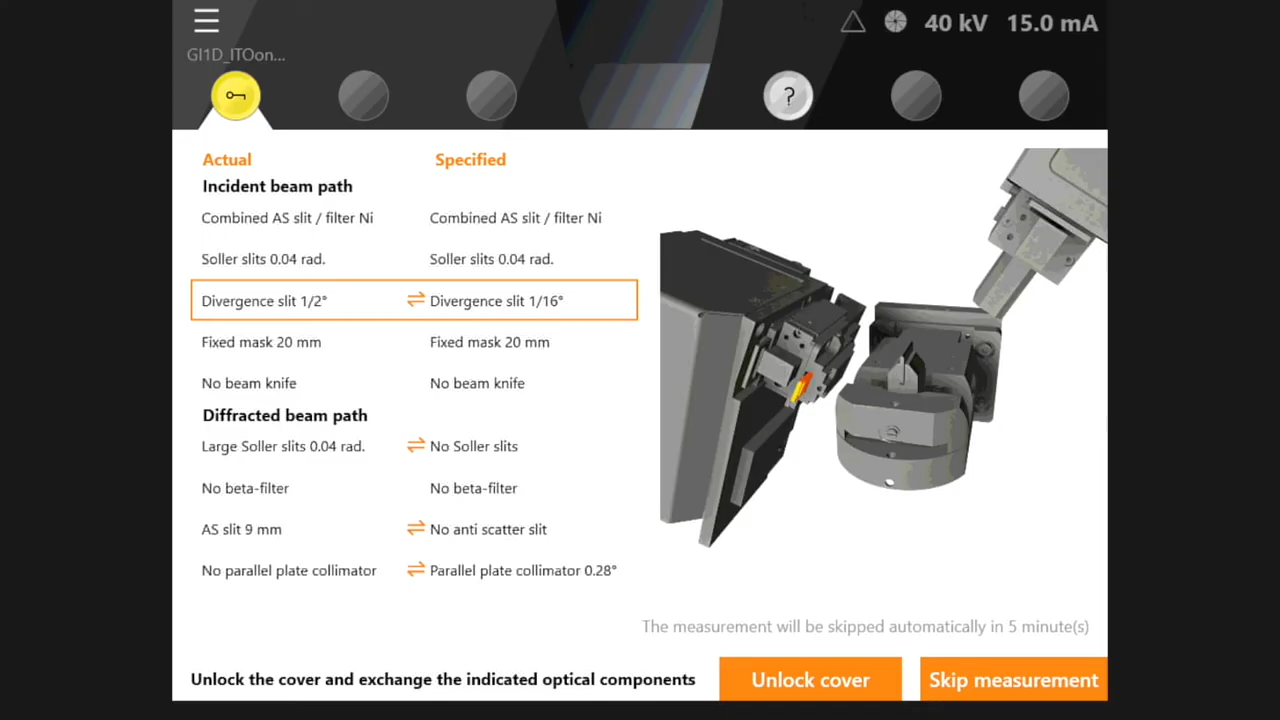 40 kV 15.0 mA
GI1D_ITOon...
?
Actual Specified
Incident beam path
Combined AS slit / filter Ni Combined AS slit / filter Ni
Soller slits 0.04 rad. Soller slits 0.04 rad.
Divergence slit 1/2° Divergence slit 1/16°
Fixed mask 20 mm Fixed mask 20 mm
No beam knife No beam knife
Diffracted beam path
Large Soller slits 0.04 rad. No Soller slits
No beta-filter No beta-filter
AS slit 9 mm No anti scatter slit
No parallel plate collimator Parallel plate collimator 0.28°
The measurement will be skipped automatically in 5 minute(s)
Unlock the cover and exchange the indicated optical components Unlock cover Skip measurement